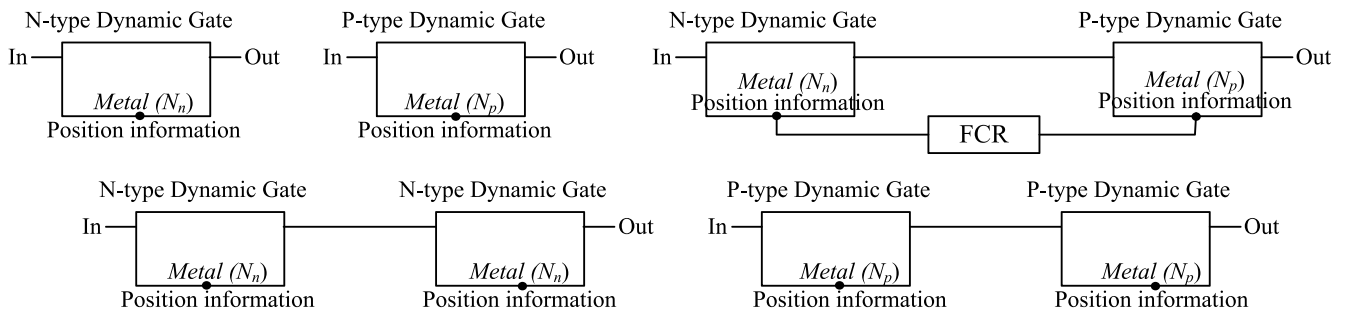 N-type Dynamic Gate P-type Dynamic Gate N-type Dynamic Gate P-type Dynamic Gate
In Out In Out In Out
Metal (Nn) Metal (Np) Metal (Nn) Metal (Np)
Position information Position information Position information Position information
FCR
N-type Dynamic Gate N-type Dynamic Gate P-type Dynamic Gate P-type Dynamic Gate
In Out In Out
Metal (Nn) Metal (Nn) Metal (Np) Metal (Np)
Position information Position information Position information Position information